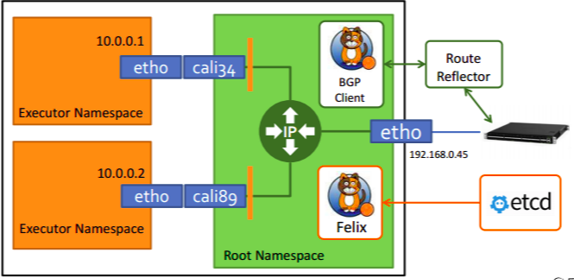 10.0.0.1
etho
cali34
Executor Namespace
10.0.0.2
etho
cali89
Executor Namespace
BGP
Client
IP
Felix
Root Namespace
etho
192.168.0.45
Route
Reflector
etcd